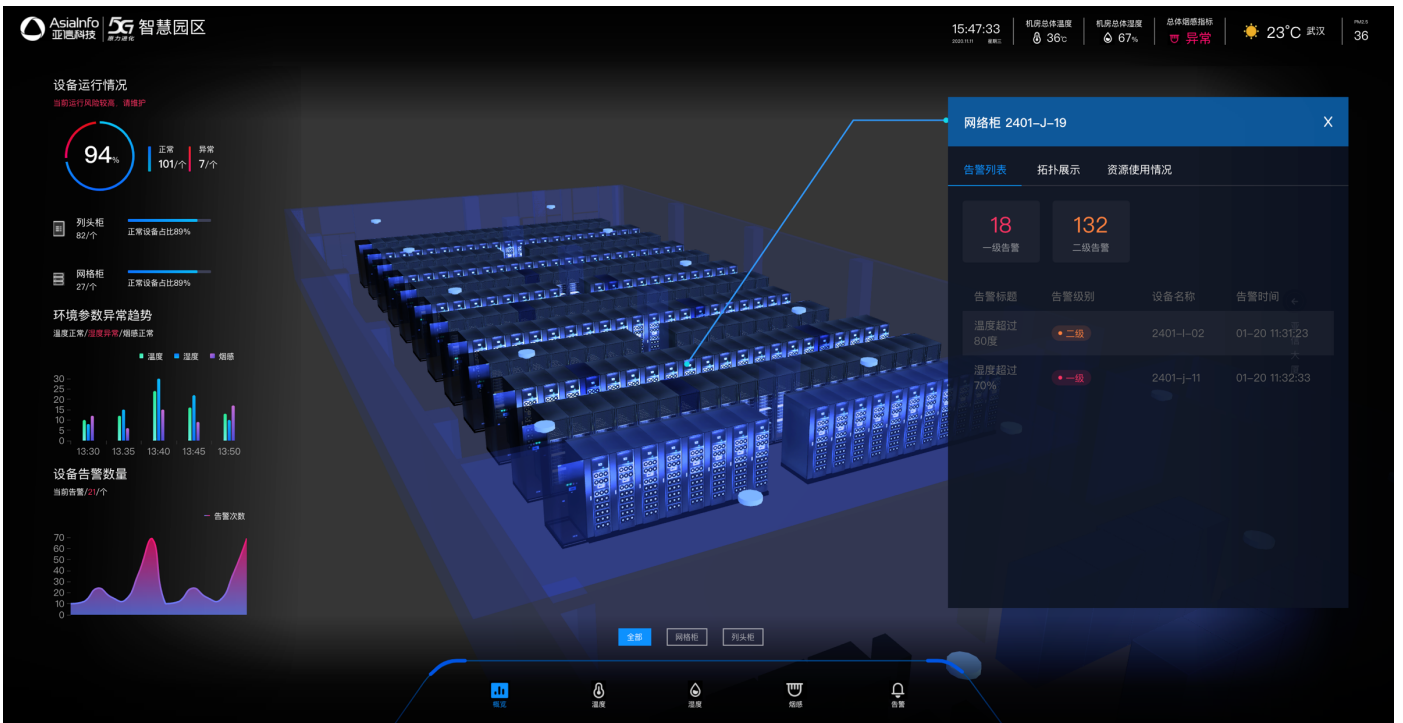 AsiaInfo 亚信科技 5G 原力进化 智慧园区
15:47:33
2020.11.11 星期三
机房总体温度
36℃
机房总体湿度
67%
总体烟感指标
异常
23°C 武汉
PM2.5
36
设备运行情况
当前运行风险较高，请维护
94%
正常
101/个
异常
7/个
列头柜
82/个
正常设备占比89%
网格柜
27/个
正常设备占比89%
环境参数异常趋势
温度正常/湿度异常/烟感正常
温度 湿度 烟感
30
25
20
15
10
5
0
13:30 13.35 13:40 13:45 13:50
设备告警数量
当前告警/21/个
告警次数
70
60
50
40
30
20
10
0
网络柜 2401-J-19 X
告警列表 拓扑展示 资源使用情况
18
一级告警
132
二级告警
告警标题 告警级别 设备名称 告警时间
温度超过
80度
二级 2401-I-02 01-20 11:31:23
湿度超过
70%
一级 2401-j-11 01-20 11:32:33
全部 网格柜 列头柜
概览 温度 湿度 烟感 告警